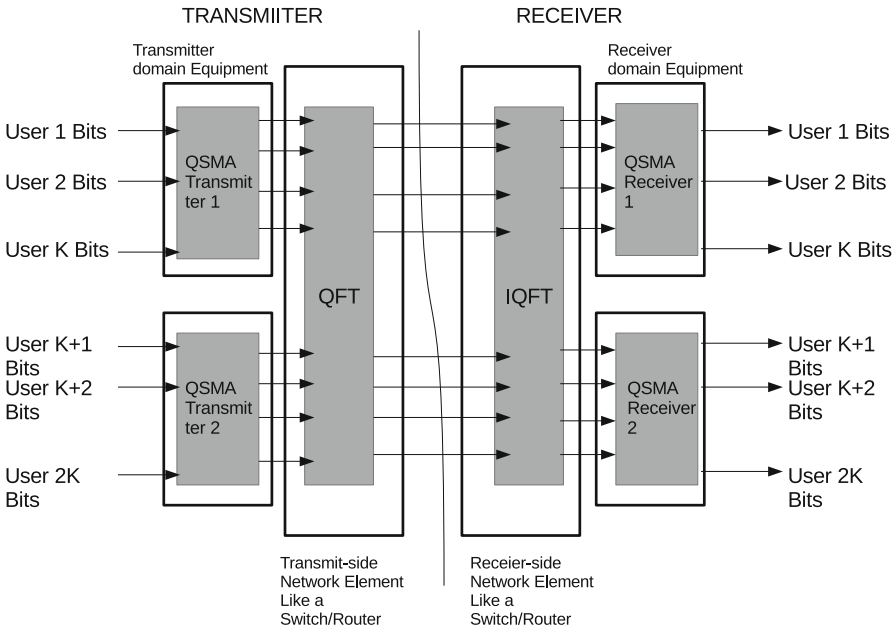 TRANSMIITER
RECEIVER
Transmitter
domain Equipment
Receiver
domain Equipment
User 1 Bits
User 2 Bits
User K Bits
QSMA
Transmit
ter 1
QFT
IQFT
QSMA
Receiver
1
User 1 Bits
User 2 Bits
User K Bits
User K+1
Bits
User K+2
Bits
User 2K
Bits
QSMA
Transmit
ter 2
QSMA
Receiver
2
User K+1
Bits
User K+2
Bits
User 2K
Bits
Transmit-side
Network Element
Like a
Switch/Router
Receier-side
Network Element
Like a
Switch/Router